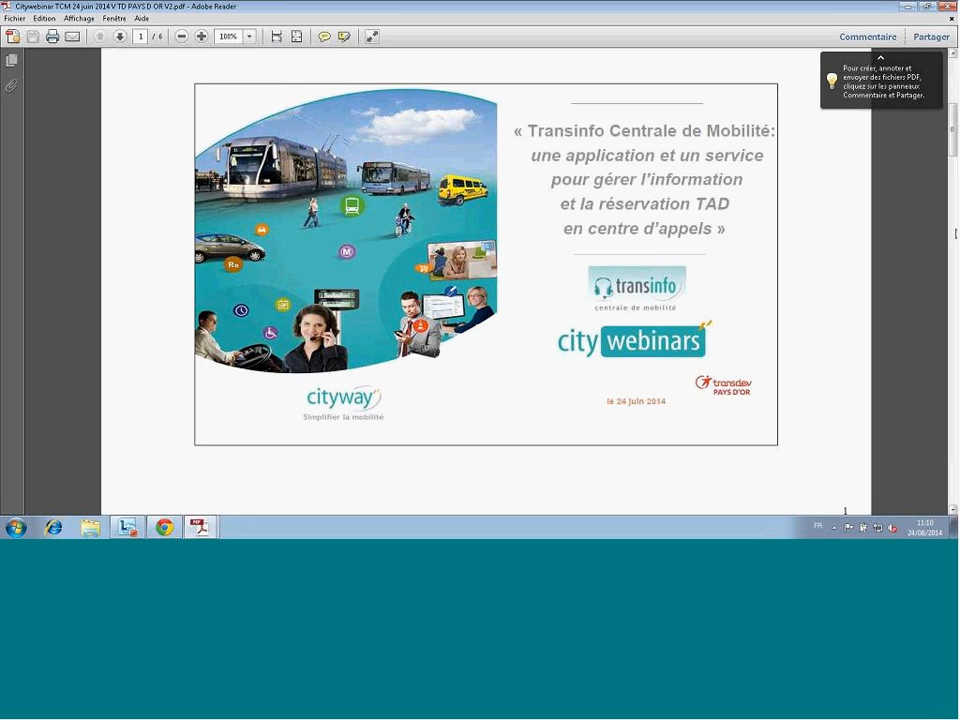 Citywebinar TCM 24 juin 2014 V TD PAYS D OR V2.pdf - Adobe Reader
Fichier Edition Affichage Fenêtre Aide
1 / 6 100% Commentaire Partager
Pour créer, annoter et
envoyer des fichiers PDF,
cliquez sur les panneaux
Commentaire et Partager.
« Transinfo Centrale de Mobilité:
une application et un service
pour gérer l'information
et la réservation TAD
en centre d'appels »
M
Rn
transinfo
centrale de mobilité
city webinars
transdev
PAYS D'OR
cityway
Simplifier la mobilité
le 24 juin 2014
1
FR
11:10
24/06/2014